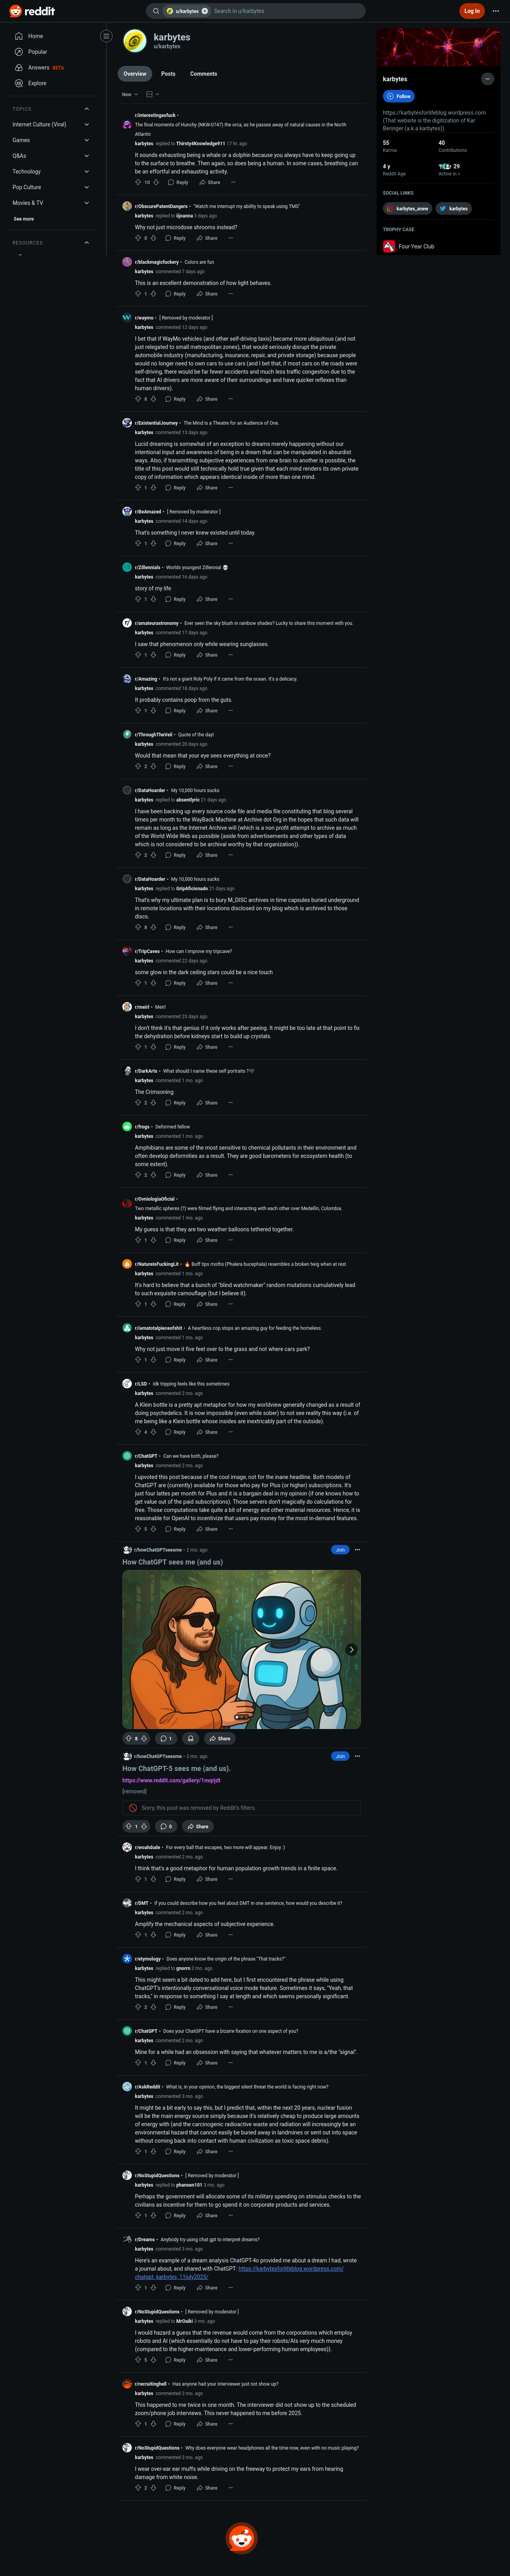 reddit
u/karbytes
Search in u/karbytes
Log In
Home
Popular
Answers BETA
Explore
TOPICS
Internet Culture (Viral)
Games
Q&As
Technology
Pop Culture
Movies & TV
See more
RESOURCES
karbytes
u/karbytes
Overview
Posts
Comments
New
r/interestingasfuck •
The final moments of Hunchy (NKW-0747) the orca, as he passes away of natural causes in the North
Atlantic
karbytes replied to Thirsty4Knowledge911 17 hr. ago
It sounds exhausting being a whale or a dolphin because you always have to keep going up
to the surface to breathe. Then again, so does being a human. In some cases, breathing can
be an effortful and exhausting activity.
10 Reply Share
r/ObscurePatentDangers • "Watch me interrupt my ability to speak using TMS"
karbytes replied to iijoanna 3 days ago
Why not just microdose shrooms instead?
0 Reply Share
r/blackmagicfuckery • Colors are fun
karbytes commented 7 days ago
This is an excellent demonstration of how light behaves.
1 Reply Share
r/waymo • [ Removed by moderator ]
karbytes commented 12 days ago
I bet that if WayMo vehicles (and other self-driving taxis) became more ubiquitous (and not
just relegated to small metropolitan zones), that would seriously disrupt the private
automobile industry (manufacturing, insurance, repair, and private storage) because people
would no longer need to own cars to use cars (and I bet that, if most cars on the roads were
self-driving, there would be far fewer accidents and much less traffic congestion due to the
fact that AI drivers are more aware of their surroundings and have quicker reflexes than
human drivers).
8 Reply Share
r/ExistentialJourney • The Mind is a Theatre for an Audience of One.
karbytes commented 13 days ago
Lucid dreaming is somewhat of an exception to dreams merely happening without our
intentional input and awareness of being in a dream that can be manipulated in absurdist
ways. Also, if transmitting subjective experiences from one brain to another is possible, the
title of this post would still technically hold true given that each mind renders its own private
copy of information which appears identical inside of more than one mind.
1 Reply Share
r/BeAmazed • [ Removed by moderator ]
karbytes commented 14 days ago
That's something I never knew existed until today.
1 Reply Share
r/Zillennials • Worlds youngest Zillennial 💀
karbytes commented 16 days ago
story of my life
1 Reply Share
r/amateurastronomy • Ever seen the sky blush in rainbow shades? Lucky to share this moment with you.
karbytes commented 17 days ago
I saw that phenomenon only while wearing sunglasses.
1 Reply Share
r/Amazing • It's not a giant Roly Poly if it came from the ocean. It's a delicacy.
karbytes commented 18 days ago
It probably contains poop from the guts.
1 Reply Share
r/ThroughTheVeil • Quote of the day!
karbytes commented 20 days ago
Would that mean that your eye sees everything at once?
2 Reply Share
r/DataHoarder • My 10,000 hours sucks
karbytes replied to absentlyric 21 days ago
I have been backing up every source code file and media file constituting that blog several
times per month to the WayBack Machine at Archive dot Org in the hopes that such data will
remain as long as the Internet Archive will (which is a non profit attempt to archive as much
of the World Wide Web as possible (aside from advertisements and other types of data
which is not considered to be archival worthy by that organization)).
2 Reply Share
r/DataHoarder • My 10,000 hours sucks
karbytes replied to GripAficionado 21 days ago
That's why my ultimate plan is to bury M_DISC archives in time capsules buried underground
in remote locations with their locations disclosed on my blog which is archived to those
discs.
8 Reply Share
r/TripCaves • How can I improve my tripcave?
karbytes commented 22 days ago
some glow in the dark ceiling stars could be a nice touch
1 Reply Share
r/meirl • Meirl
karbytes commented 23 days ago
I don't think it's that genius if it only works after peeing. It might be too late at that point to fix
the dehydration before kidneys start to build up crystals.
1 Reply Share
r/DarkArts • What should I name these self portraits ?🖤
karbytes commented 1 mo. ago
The Crimsoning
2 Reply Share
r/frogs • Deformed fellow
karbytes commented 1 mo. ago
Amphibians are some of the most sensitive to chemical pollutants in their environment and
often develop deformities as a result. They are good barometers for ecosystem health (to
some extent).
2 Reply Share
r/OvniologiaOficial •
Two metallic spheres (?) were filmed flying and interacting with each other over Medellín, Colombia.
karbytes commented 1 mo. ago
My guess is that they are two weather balloons tethered together.
1 Reply Share
r/NatureIsFuckingLit • 🔥 Buff tips moths (Phalera bucephala) resembles a broken twig when at rest
karbytes commented 1 mo. ago
It's hard to believe that a bunch of "blind watchmaker" random mutations cumulatively lead
to such exquisite camouflage (but I believe it).
1 Reply Share
r/iamatotalpieceofshit • A heartless cop stops an amazing guy for feeding the homeless.
karbytes commented 1 mo. ago
Why not just move it five feet over to the grass and not where cars park?
1 Reply Share
r/LSD • Idk tripping feels like this sometimes
karbytes commented 2 mo. ago
A Klein bottle is a pretty apt metaphor for how my worldview generally changed as a result of
doing psychedelics. It is now impossible (even while sober) to not see reality this way (i.e. of
me being like a Klein bottle whose insides are inextricably part of the outside).
4 Reply Share
r/ChatGPT • Can we have both, please?
karbytes commented 2 mo. ago
I upvoted this post because of the cool image, not for the inane headline. Both models of
ChatGPT are (currently) available for those who pay for Plus (or higher) subscriptions. It's
just four latters per month for Plus and it is a bargain deal in my opinion (if one knows how to
get value out of the paid subscriptions). Those servers don't magically do calculations for
free. Those computations take quite a bit of energy and other material resources. Hence, it is
reasonable for OpenAI to incentivize that users pay money for the most in-demand features.
5 Reply Share
r/howChatGPTseesme • 2 mo. ago
Join
How ChatGPT sees me (and us)
8 1 Share
r/howChatGPTseesme • 2 mo. ago
Join
How ChatGPT-5 sees me (and us).
https://www.reddit.com/gallery/1mqrjdt
[removed]
Sorry, this post was removed by Reddit's filters.
1 0 Share
r/woahdude • For every ball that escapes, two more will appear. Enjoy :)
karbytes commented 2 mo. ago
I think that's a good metaphor for human population growth trends in a finite space.
1 Reply Share
r/DMT • If you could describe how you feel about DMT in one sentence, how would you describe it?
karbytes commented 2 mo. ago
Amplify the mechanical aspects of subjective experience.
1 Reply Share
r/etymology • Does anyone know the origin of the phrase "That tracks?"
karbytes replied to gnorrn 2 mo. ago
This might seem a bit dated to add here, but I first encountered the phrase while using
ChatGPT's intentionally conversational voice mode feature. Sometimes it says, "Yeah, that
tracks," in response to something I say at length and which seems personally significant.
2 Reply Share
r/ChatGPT • Does your ChatGPT have a bizarre fixation on one aspect of you?
karbytes commented 2 mo. ago
Mine for a while had an obsession with saying that whatever matters to me is a/the "signal".
1 Reply Share
r/AskReddit • What is, in your opinion, the biggest silent threat the world is facing right now?
karbytes commented 3 mo. ago
It might be a bit early to say this, but I predict that, within the next 20 years, nuclear fusion
will be the main energy source simply because it's relatively cheap to produce large amounts
of energy with (and the carcinogenic radioactive waste and radiation will increasingly be an
environmental hazard that cannot easily be buried away in landmines or sent out into space
without coming back into contact with human civilization as toxic space debris).
1 Reply Share
r/NoStupidQuestions • [ Removed by moderator ]
karbytes replied to phansen101 3 mo. ago
Perhaps the government will allocate some of its military spending on stimulus checks to the
civilians as incentive for them to go spend it on corporate products and services.
1 Reply Share
r/Dreams • Anybody try using chat gpt to interpret dreams?
karbytes commented 3 mo. ago
Here's an example of a dream analysis ChatGPT-4o provided me about a dream I had, wrote
a journal about, and shared with ChatGPT: https://karbytesforlifeblog.wordpress.com/
chatgpt_karbytes_11july2025/
1 Reply Share
r/NoStupidQuestions • [ Removed by moderator ]
karbytes replied to MrGeiki 3 mo. ago
I would hazard a guess that the revenue would come from the corporations which employ
robots and AI (which essentially do not have to pay their robots/AIs very much money
(compared to the higher-maintenance and lower-performing human employees)).
5 Reply Share
r/recruitinghell • Has anyone had your interviewer just not show up?
karbytes commented 3 mo. ago
This happened to me twice in one month. The interviewer did not show up to the scheduled
zoom/phone job interviews. This never happened to me before 2025.
1 Reply Share
r/NoStupidQuestions • Why does everyone wear headphones all the time now, even with no music playing?
karbytes commented 3 mo. ago
I wear over-ear ear muffs while driving on the freeway to protect my ears from hearing
damage from white noise.
2 Reply Share
karbytes
Follow
https://karbytesforlifeblog.wordpress.com
(That website is the digitization of Kar
Beringer (a.k.a karbytes)).
55
Karma
40
Contributions
4 y
Reddit Age
29
Active in >
SOCIAL LINKS
karbytes_anew
karbytes
TROPHY CASE
Four-Year Club